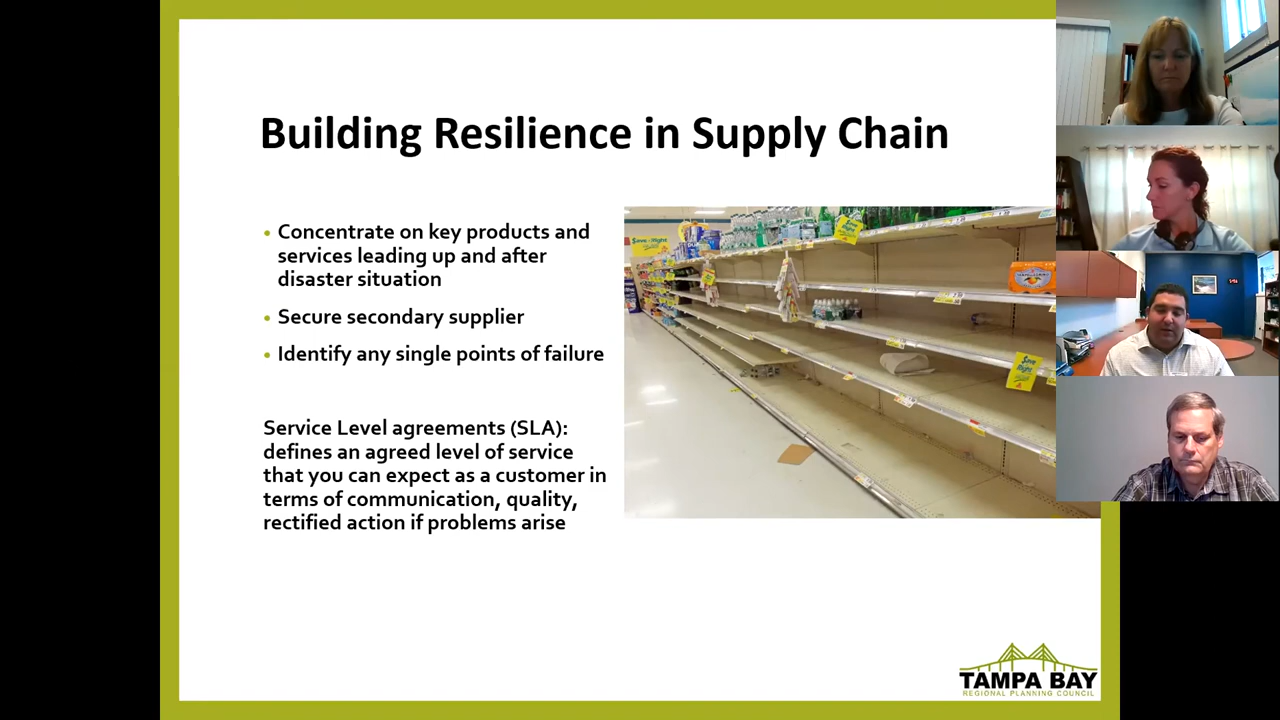 Building Resilience in Supply Chain
• Concentrate on key products and
services leading up and after
disaster situation
• Secure secondary supplier
• Identify any single points of failure
Service Level agreements (SLA):
defines an agreed level of service
that you can expect as a customer in
terms of communication, quality,
rectified action if problems arise
Save Right
TAMPA BAY
REGIONAL PLANNING COUNCIL